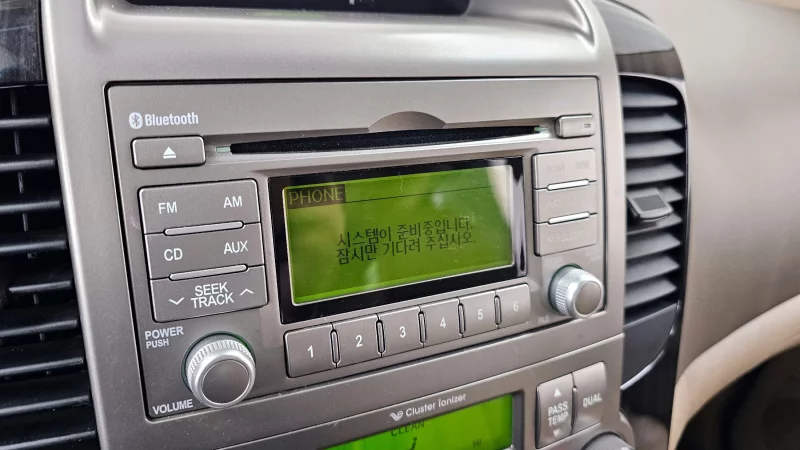 Bluetooth
FM AM
CD AUX
SEEK
TRACK
POWER
PUSH
VOLUME
PHONE
시스템이 준비중입니다.
잠시만 기다려 주십시오.
1 2 3 4 5 6
Cluster Ionizer
CLEAN
PASS
TEMP
DUAL